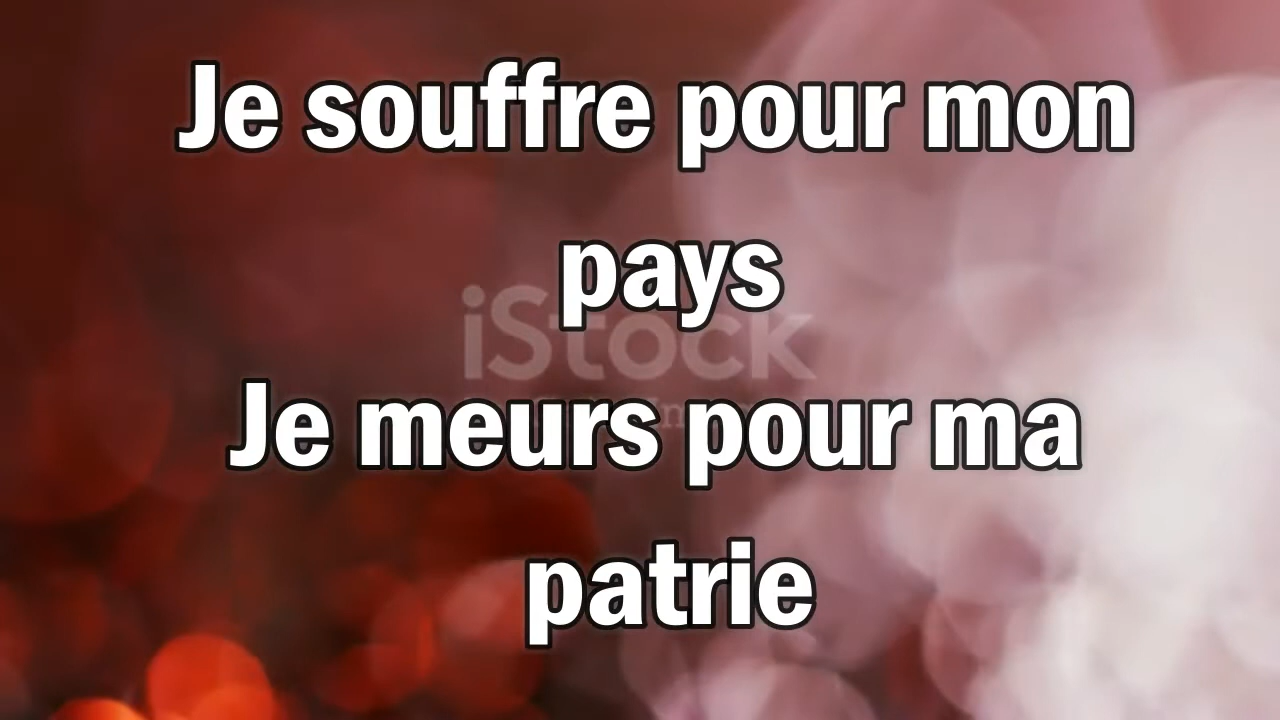 Je souffre pour mon
pays
iStock
Je meurs pour ma
patrie